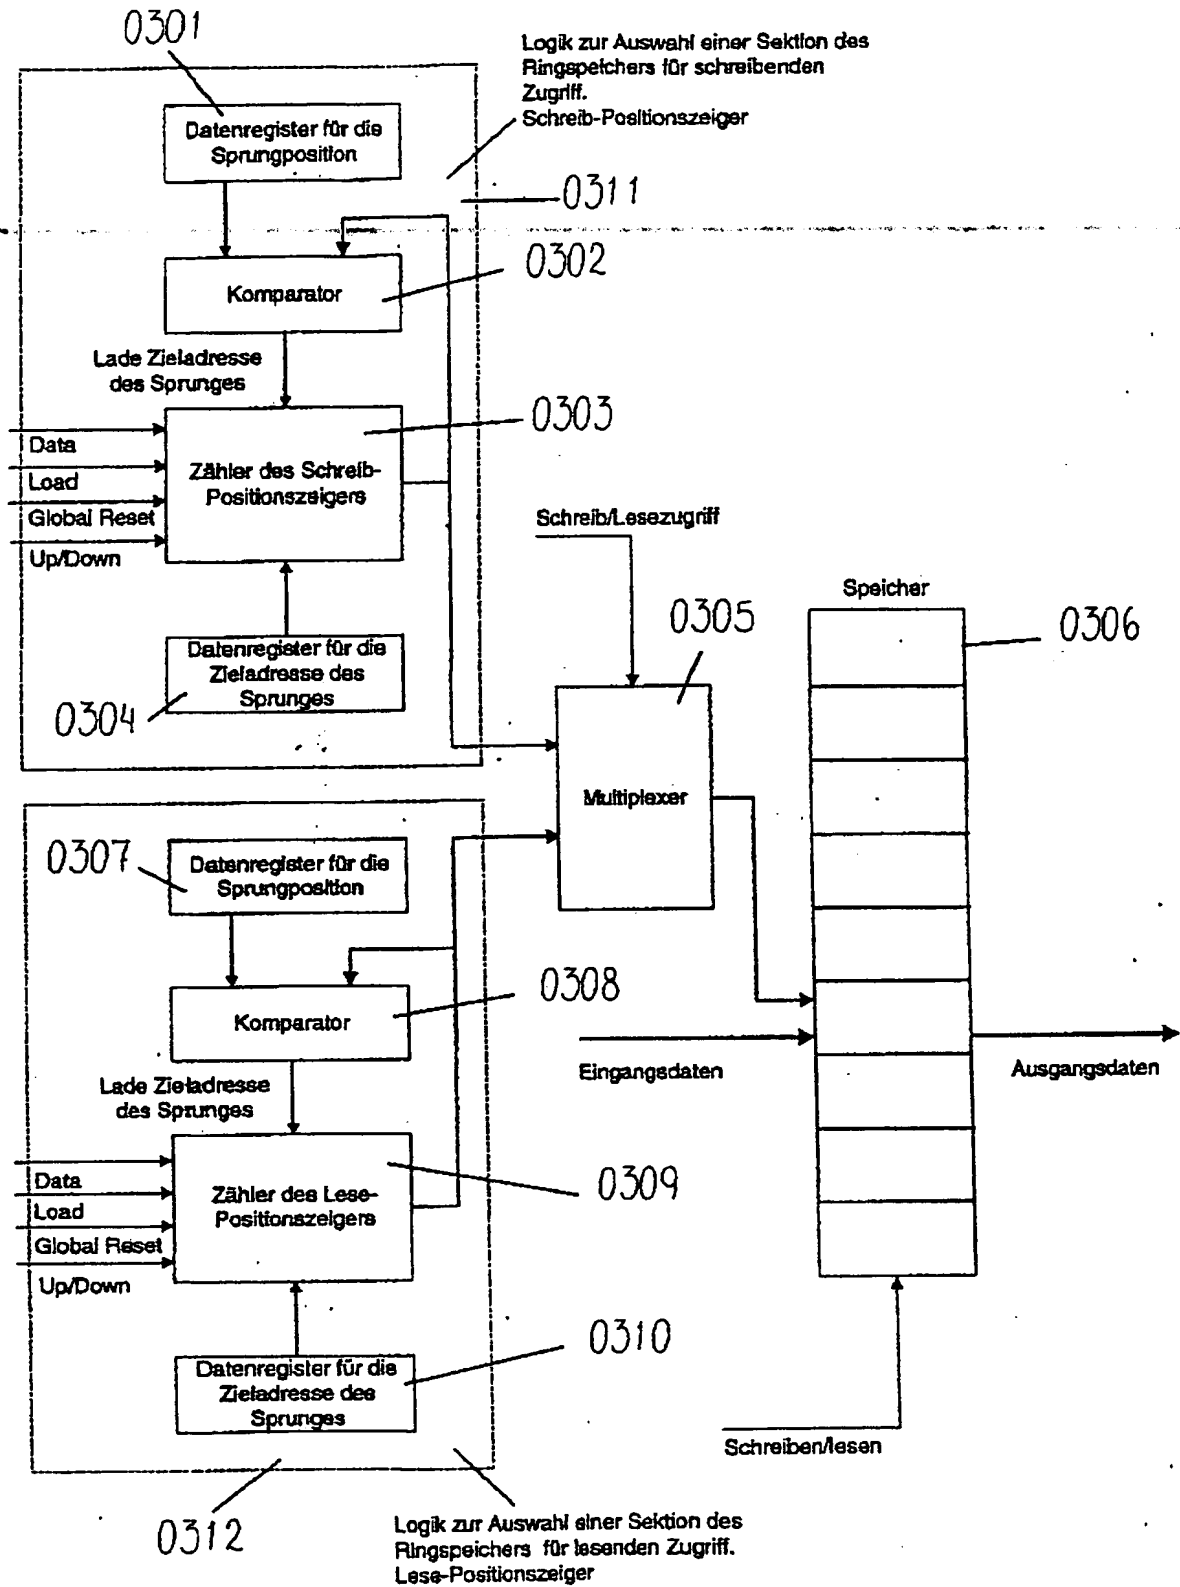 0301
Logik zur Auswahl einer Sektion des
Ringspeichers für schreibenden
Zugriff.
Schreib-Positionszeiger
Datenregister für die
Sprungposition
0311
0302
Komparator
Lade Zieladresse
des Sprunges
0303
Data
Load
Global Reset
Up/Down
Zähler des Schreib-
Positionszeigers
Schreib/Lesezugriff
Speicher
0305
0306
Datenregister für die
Zieladresse des
Sprunges
0304
Multiplexer
0307
Datenregister für die
Sprungposition
0308
Komparator
Eingangsdaten
Ausgangsdaten
Lade Zieladresse
des Sprunges
0309
Data
Load
Global Reset
Up/Down
Zähler des Lese-
Positionszeigers
0310
Datenregister für die
Zieladresse des
Sprunges
Schreiben/lesen
0312
Logik zur Auswahl einer Sektion des
Ringspeichers für lesenden Zugriff.
Lese-Positionszeiger